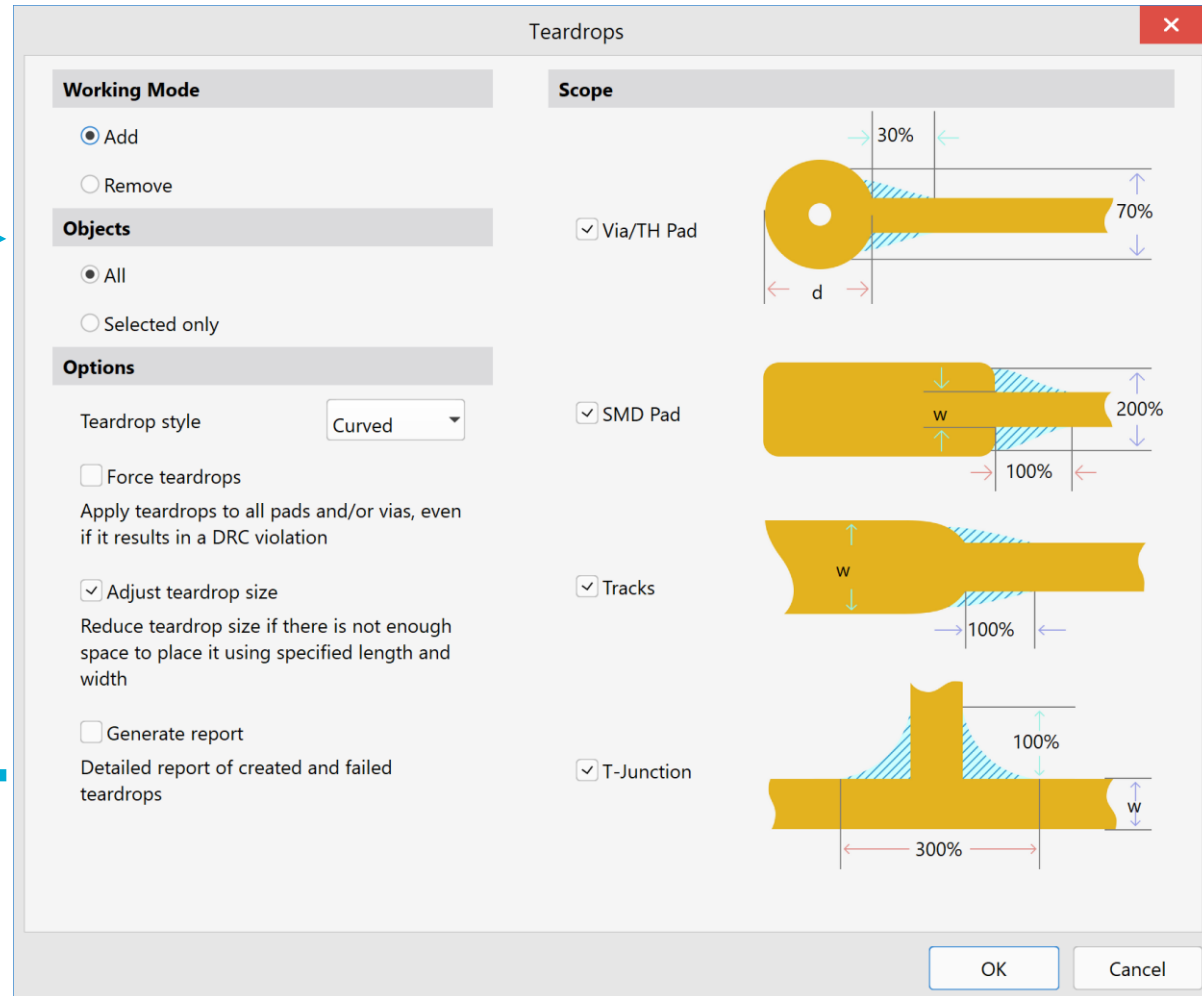 Teardrops
Working Mode
Add
Remove
Objects
All
Selected only
Options
Teardrop style
Curved
Force teardrops
Apply teardrops to all pads and/or vias, even
if it results in a DRC violation
Adjust teardrop size
Reduce teardrop size if there is not enough
space to place it using specified length and
width
Generate report
Detailed report of created and failed
teardrops
Scope
Via/TH Pad
30%
70%
d
SMD Pad
w
200%
100%
Tracks
w
100%
T-Junction
100%
w
300%
OK
Cancel